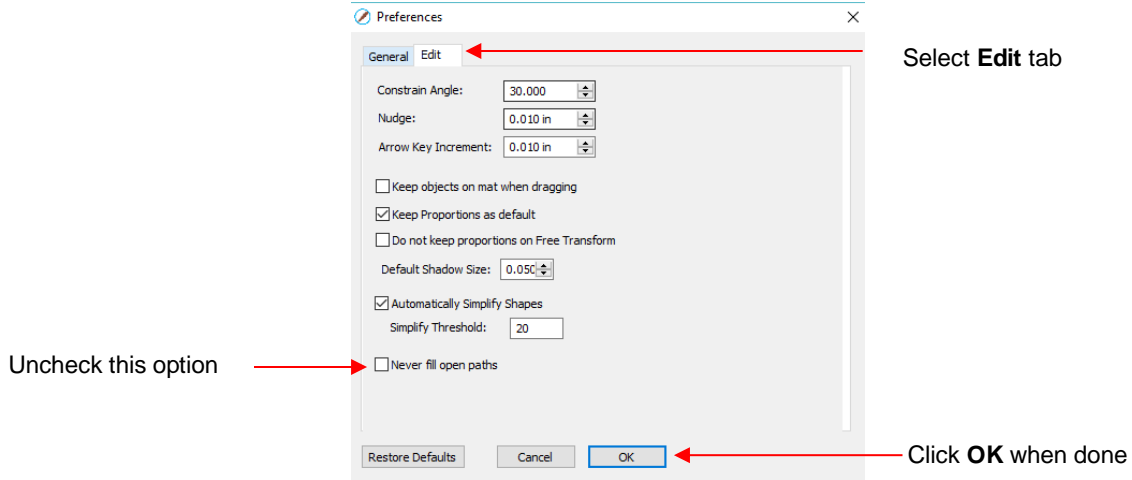 Preferences
General Edit
Select Edit tab
Constrain Angle: 30.000
Nudge: 0.010 in
Arrow Key Increment: 0.010 in
Keep objects on mat when dragging
Keep Proportions as default
Do not keep proportions on Free Transform
Default Shadow Size: 0.050
Automatically Simplify Shapes
Simplify Threshold: 20
Uncheck this option
Never fill open paths
Restore Defaults Cancel OK
Click OK when done